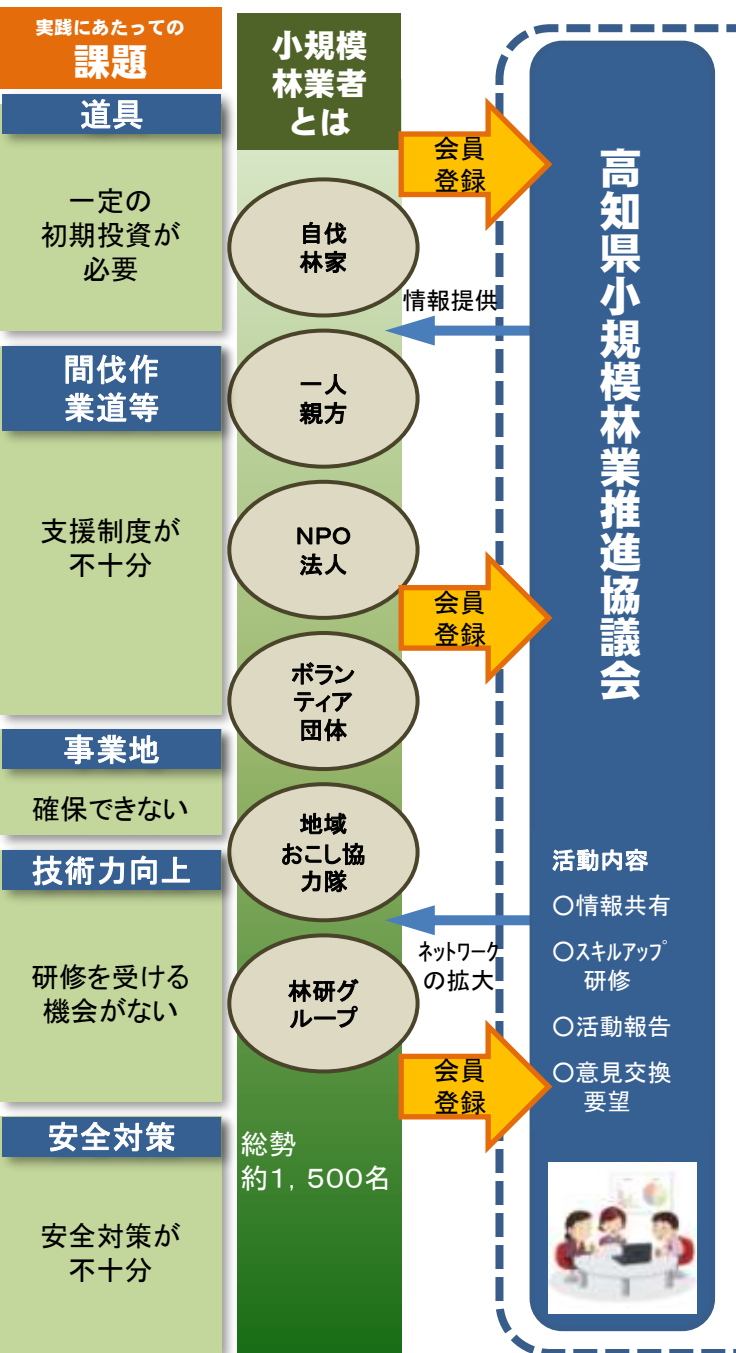 実践にあたっての
課題
道具
一定の
初期投資が
必要
間伐作
業道等
支援制度が
不十分
事業地
確保できない
技術力向上
研修を受ける
機会がない
安全対策
安全対策が
不十分
小規模
林業者
とは
自伐
林家
一人
親方
NPO
法人
ボラン
ティア
団体
地域
おこし協
力隊
林研グ
ループ
総勢
約1，500名
会員
登録
情報提供
会員
登録
ネットワーク
の拡大
会員
登録
高知県小規模林業推進協議会
活動内容
○情報共有
○スキルアップ
研修
○活動報告
○意見交換
要望